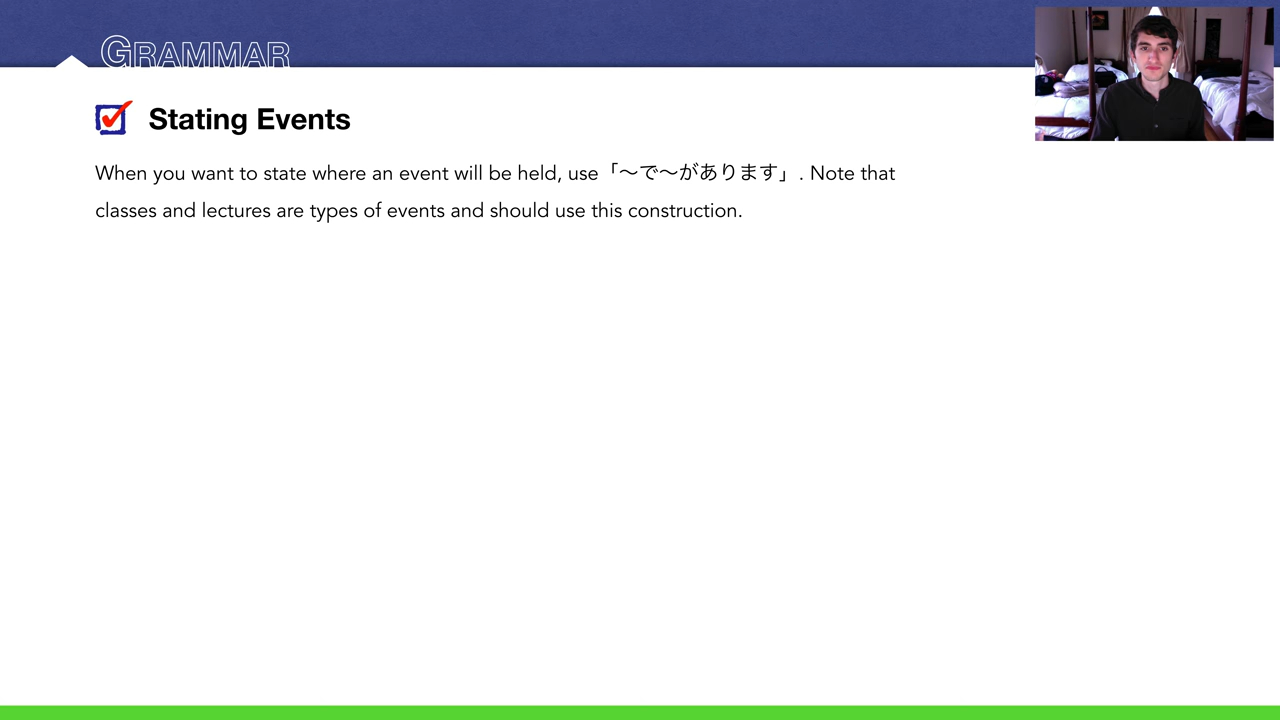 GRAMMAR
Stating Events
When you want to state where an event will be held, use「〜で〜があります」. Note that
classes and lectures are types of events and should use this construction.